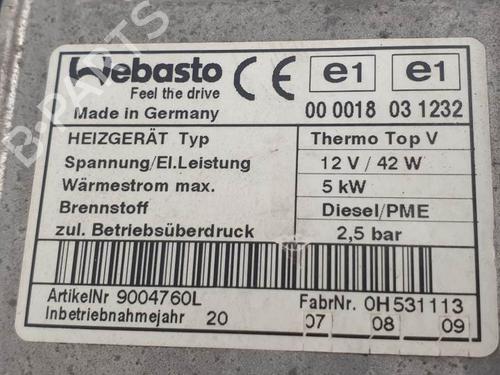 Webasto
Feel the drive
CE e1 e1
Made in Germany 00 0018 03 1232
HEIZGERÄT Typ Thermo Top V
Spannung/El.Leistung 12 V / 42 W
Wärmestrom max. 5 kW
Brennstoff Diesel/PME
zul. Betriebsüberdruck 2,5 bar
ArtikelNr 9004760L FabrNr. 0H531113
Inbetriebnahmejahr 20 07 08 09
B-PARTS